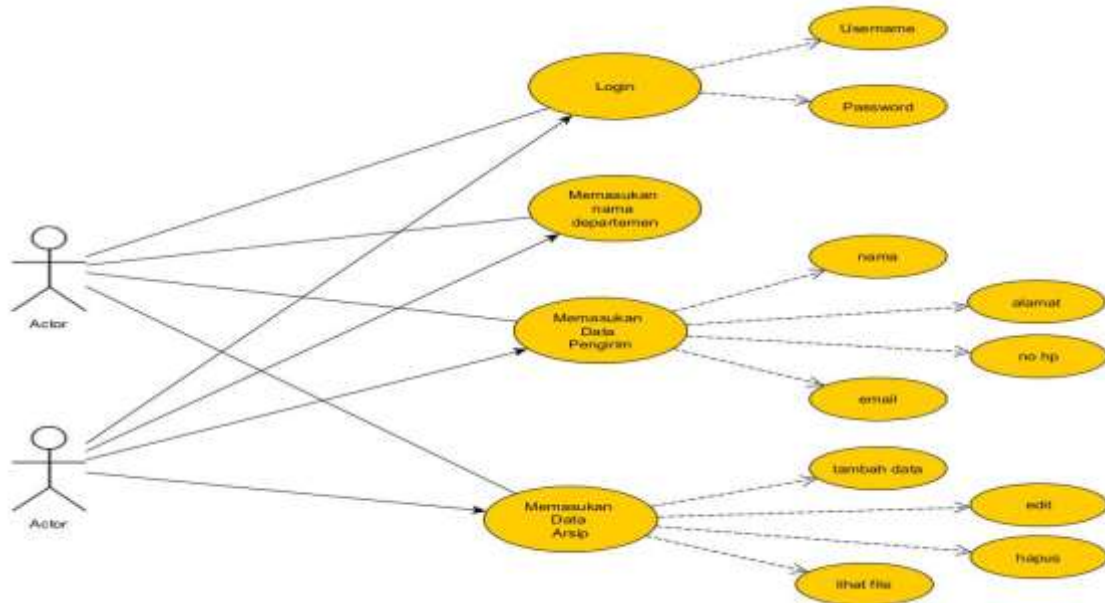 Username
Login
Password
Memasukan
nama
departemen
Actor
nama
alamat
Memasukan
Data
Pengirim
no hp
email
Actor
tambah data
edit
Memasukan
Data
Arsip
hapus
lihat file